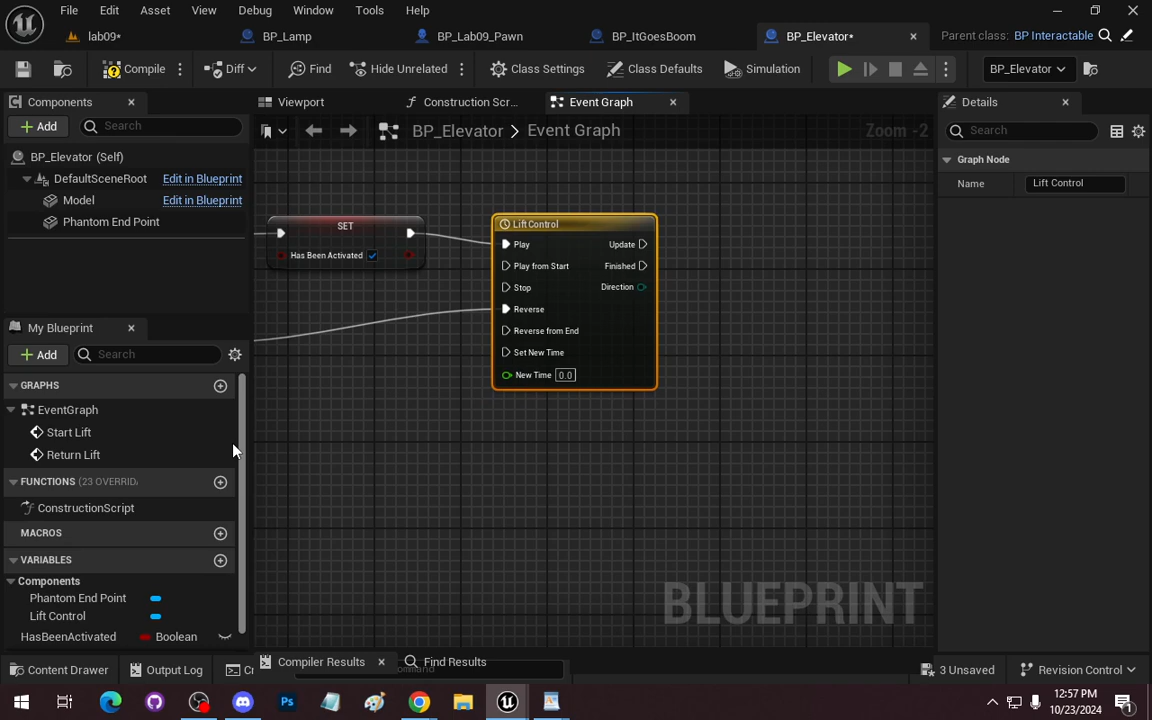 File Edit Asset View Debug Window Tools Help
lab09* BP_Lamp BP_Lab09_Pawn BP_ItGoesBoom BP_Elevator* Parent class: BP Interactable
Compile Diff Find Hide Unrelated Class Settings Class Defaults Simulation BP_Elevator
Components Viewport Construction Scr... Event Graph Details
Add Search BP_Elevator Event Graph Zoom -2 Search
BP_Elevator (Self) Graph Node
DefaultSceneRoot Edit in Blueprint Name Lift Control
Model Edit in Blueprint
Phantom End Point
SET
Has Been Activated
Lift Control
Play Update
Play from Start Finished
Stop Direction
Reverse
Reverse from End
Set New Time
New Time 0.0
My Blueprint
Add Search
GRAPHS
EventGraph
Start Lift
Return Lift
FUNCTIONS (23 OVERRID
ConstructionScript
MACROS
VARIABLES
Components
Phantom End Point
Lift Control
HasBeenActivated Boolean
BLUEPRINT
Compiler Results Find Results
Content Drawer Output Log 3 Unsaved Revision Control
12:57 PM
10/23/2024
1